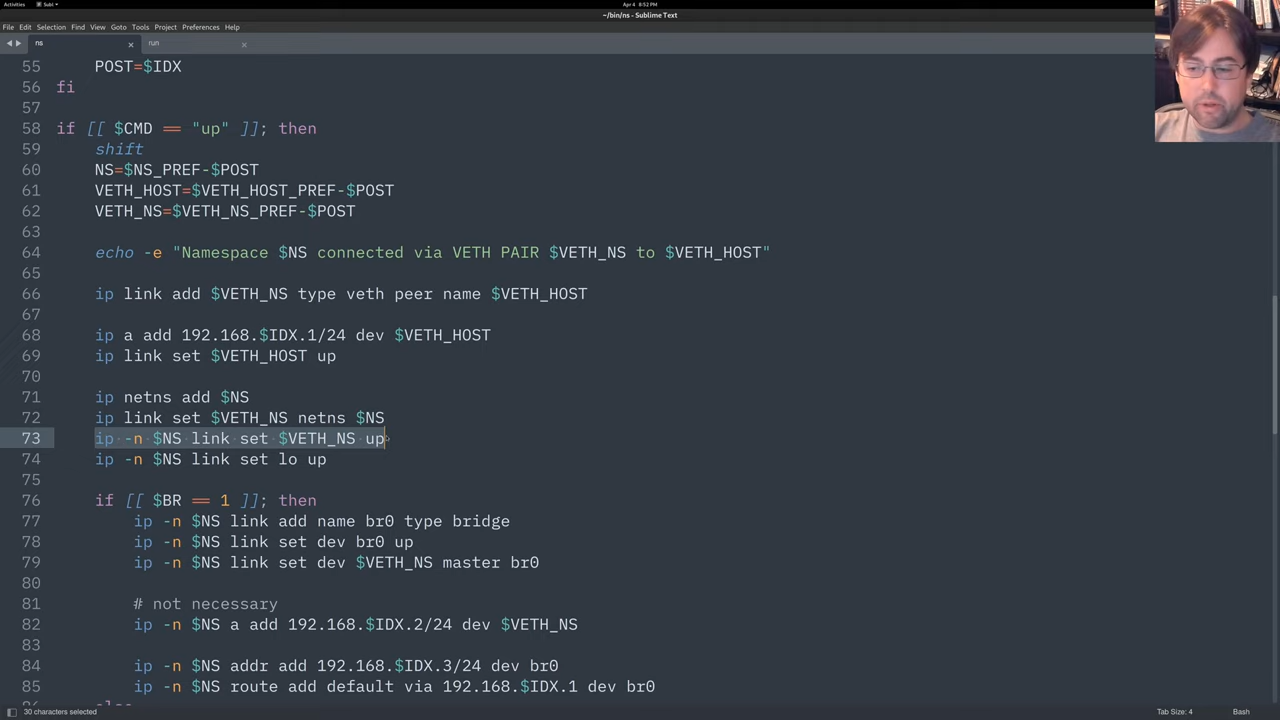 Activities Subl
Apr 4 8:52 PM
~/bin/ns - Sublime Text
File Edit Selection Find View Goto Tools Project Preferences Help
ns × run ×
55 POST=$IDX
56 fi
57
58 if [[ $CMD == "up" ]]; then
59 shift
60 NS=$NS_PREF-$POST
61 VETH_HOST=$VETH_HOST_PREF-$POST
62 VETH_NS=$VETH_NS_PREF-$POST
63
64 echo -e "Namespace $NS connected via VETH PAIR $VETH_NS to $VETH_HOST"
65
66 ip link add $VETH_NS type veth peer name $VETH_HOST
67
68 ip a add 192.168.$IDX.1/24 dev $VETH_HOST
69 ip link set $VETH_HOST up
70
71 ip netns add $NS
72 ip link set $VETH_NS netns $NS
73 ip -n $NS link set $VETH_NS up
74 ip -n $NS link set lo up
75
76 if [[ $BR == 1 ]]; then
77 ip -n $NS link add name br0 type bridge
78 ip -n $NS link set dev br0 up
79 ip -n $NS link set dev $VETH_NS master br0
80
81 # not necessary
82 ip -n $NS a add 192.168.$IDX.2/24 dev $VETH_NS
83
84 ip -n $NS addr add 192.168.$IDX.3/24 dev br0
85 ip -n $NS route add default via 192.168.$IDX.1 dev br0
86 else
30 characters selected
Tab Size: 4 Bash